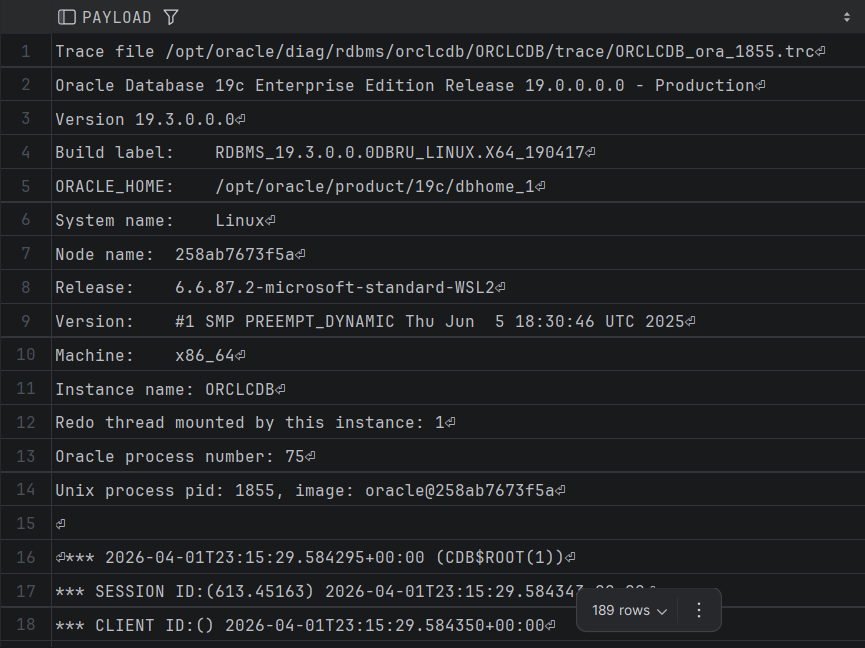 PAYLOAD
1 Trace file /opt/oracle/diag/rdbms/orclcdb/ORCLCDB/trace/ORCLCDB_ora_1855.trc⏎
2 Oracle Database 19c Enterprise Edition Release 19.0.0.0.0 - Production⏎
3 Version 19.3.0.0.0⏎
4 Build label:    RDBMS_19.3.0.0.0DBRU_LINUX.X64_190417⏎
5 ORACLE_HOME:    /opt/oracle/product/19c/dbhome_1⏎
6 System name:    Linux⏎
7 Node name:  258ab7673f5a⏎
8 Release:    6.6.87.2-microsoft-standard-WSL2⏎
9 Version:    #1 SMP PREEMPT_DYNAMIC Thu Jun  5 18:30:46 UTC 2025⏎
10 Machine:    x86_64⏎
11 Instance name: ORCLCDB⏎
12 Redo thread mounted by this instance: 1⏎
13 Oracle process number: 75⏎
14 Unix process pid: 1855, image: oracle@258ab7673f5a⏎
15 ⏎
16 ⏎*** 2026-04-01T23:15:29.584295+00:00 (CDB$ROOT(1))⏎
17 *** SESSION ID:(613.45163) 2026-04-01T23:15:29.584343
18 *** CLIENT ID:() 2026-04-01T23:15:29.584350+00:00⏎
189 rows